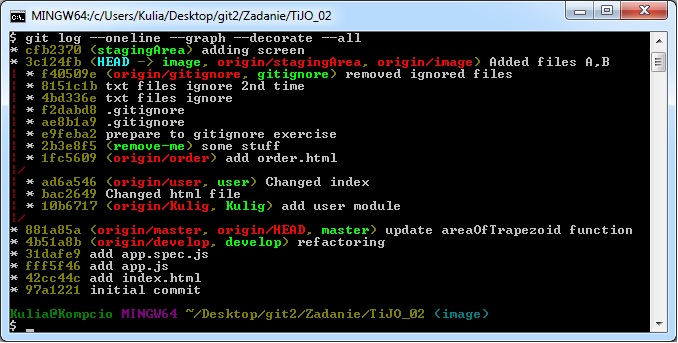 MINGW64:/c/Users/Kulia/Desktop/git2/Zadanie/TiJO_02
$ git log --oneline --graph --decorate --all
* cfb2370 (stagingArea) adding screen
* 3c124fb (HEAD -> image, origin/stagingArea, origin/image) Added files A,B
| * f40509e (origin/gitignore, gitignore) removed ignored files
| * 8151c1b txt files ignore 2nd time
| * 4bd336e txt files ignore
| * f2dabd8 .gitignore
| * ae8b1a9 .gitignore
| * e9feba2 prepare to gitignore exercise
| * 2b3e8f5 (remove-me) some stuff
| * 1fc5609 (origin/order) add order.html
|/
| * ad6a546 (origin/user, user) Changed index
| * bac2649 Changed html file
| * 10b6717 (origin/Kulig, Kulig) add user module
|/
* 881a85a (origin/master, origin/HEAD, master) update areaOfTrapezoid function
* 4b51a8b (origin/develop, develop) refactoring
* 31dafe9 add app.spec.js
* fff5f46 add app.js
* 42cc44c add index.html
* 97a1221 initial commit
Kulia@Kompcio MINGW64 ~/Desktop/git2/Zadanie/TiJO_02 (image)
$